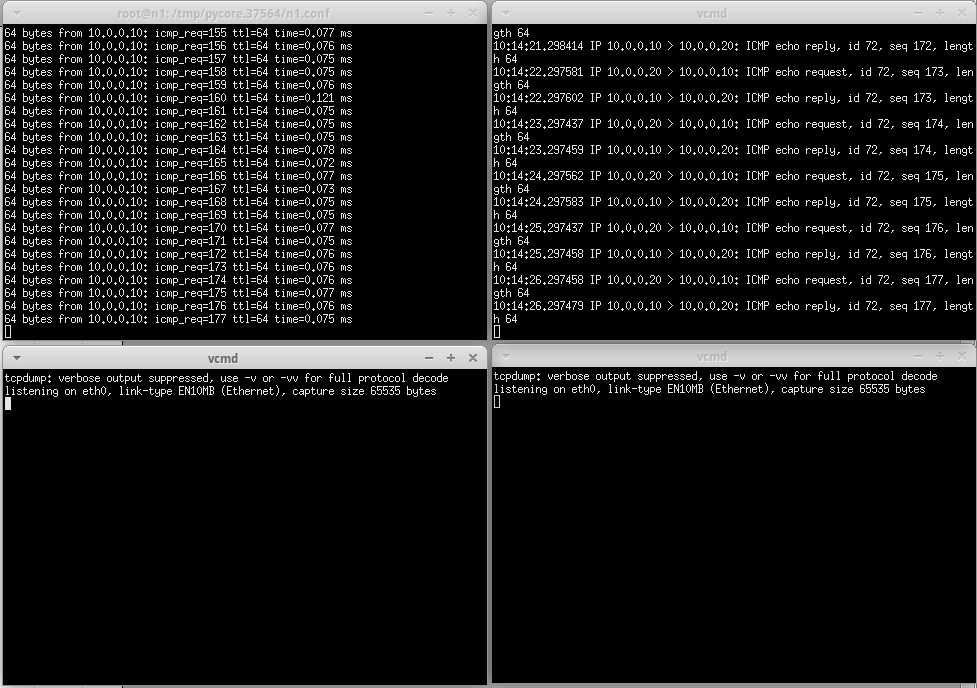 root@n1:/tmp/pycore.37564/n1.conf
64 bytes from 10.0.0.10: icmp_req=155 ttl=64 time=0.077 ms
64 bytes from 10.0.0.10: icmp_req=156 ttl=64 time=0.076 ms
64 bytes from 10.0.0.10: icmp_req=157 ttl=64 time=0.075 ms
64 bytes from 10.0.0.10: icmp_req=158 ttl=64 time=0.075 ms
64 bytes from 10.0.0.10: icmp_req=159 ttl=64 time=0.076 ms
64 bytes from 10.0.0.10: icmp_req=160 ttl=64 time=0.121 ms
64 bytes from 10.0.0.10: icmp_req=161 ttl=64 time=0.075 ms
64 bytes from 10.0.0.10: icmp_req=162 ttl=64 time=0.075 ms
64 bytes from 10.0.0.10: icmp_req=163 ttl=64 time=0.075 ms
64 bytes from 10.0.0.10: icmp_req=164 ttl=64 time=0.078 ms
64 bytes from 10.0.0.10: icmp_req=165 ttl=64 time=0.072 ms
64 bytes from 10.0.0.10: icmp_req=166 ttl=64 time=0.077 ms
64 bytes from 10.0.0.10: icmp_req=167 ttl=64 time=0.073 ms
64 bytes from 10.0.0.10: icmp_req=168 ttl=64 time=0.075 ms
64 bytes from 10.0.0.10: icmp_req=169 ttl=64 time=0.075 ms
64 bytes from 10.0.0.10: icmp_req=170 ttl=64 time=0.077 ms
64 bytes from 10.0.0.10: icmp_req=171 ttl=64 time=0.075 ms
64 bytes from 10.0.0.10: icmp_req=172 ttl=64 time=0.076 ms
64 bytes from 10.0.0.10: icmp_req=173 ttl=64 time=0.076 ms
64 bytes from 10.0.0.10: icmp_req=174 ttl=64 time=0.076 ms
64 bytes from 10.0.0.10: icmp_req=175 ttl=64 time=0.077 ms
64 bytes from 10.0.0.10: icmp_req=176 ttl=64 time=0.076 ms
64 bytes from 10.0.0.10: icmp_req=177 ttl=64 time=0.075 ms
vcmd
gth 64
10:14:21.298414 IP 10.0.0.10 > 10.0.0.20: ICMP echo reply, id 72, seq 172, lengt
h 64
10:14:22.297581 IP 10.0.0.20 > 10.0.0.10: ICMP echo request, id 72, seq 173, len
gth 64
10:14:22.297602 IP 10.0.0.10 > 10.0.0.20: ICMP echo reply, id 72, seq 173, lengt
h 64
10:14:23.297437 IP 10.0.0.20 > 10.0.0.10: ICMP echo request, id 72, seq 174, len
gth 64
10:14:23.297459 IP 10.0.0.10 > 10.0.0.20: ICMP echo reply, id 72, seq 174, lengt
h 64
10:14:24.297562 IP 10.0.0.20 > 10.0.0.10: ICMP echo request, id 72, seq 175, len
gth 64
10:14:24.297583 IP 10.0.0.10 > 10.0.0.20: ICMP echo reply, id 72, seq 175, lengt
h 64
10:14:25.297437 IP 10.0.0.20 > 10.0.0.10: ICMP echo request, id 72, seq 176, len
gth 64
10:14:25.297458 IP 10.0.0.10 > 10.0.0.20: ICMP echo reply, id 72, seq 176, lengt
h 64
10:14:26.297458 IP 10.0.0.20 > 10.0.0.10: ICMP echo request, id 72, seq 177, len
gth 64
10:14:26.297479 IP 10.0.0.10 > 10.0.0.20: ICMP echo reply, id 72, seq 177, lengt
h 64
vcmd
tcpdump: verbose output suppressed, use -v or -vv for full protocol decode
listening on eth0, link-type EN10MB (Ethernet), capture size 65535 bytes
vcmd
tcpdump: verbose output suppressed, use -v or -vv for full protocol decode
listening on eth0, link-type EN10MB (Ethernet), capture size 65535 bytes